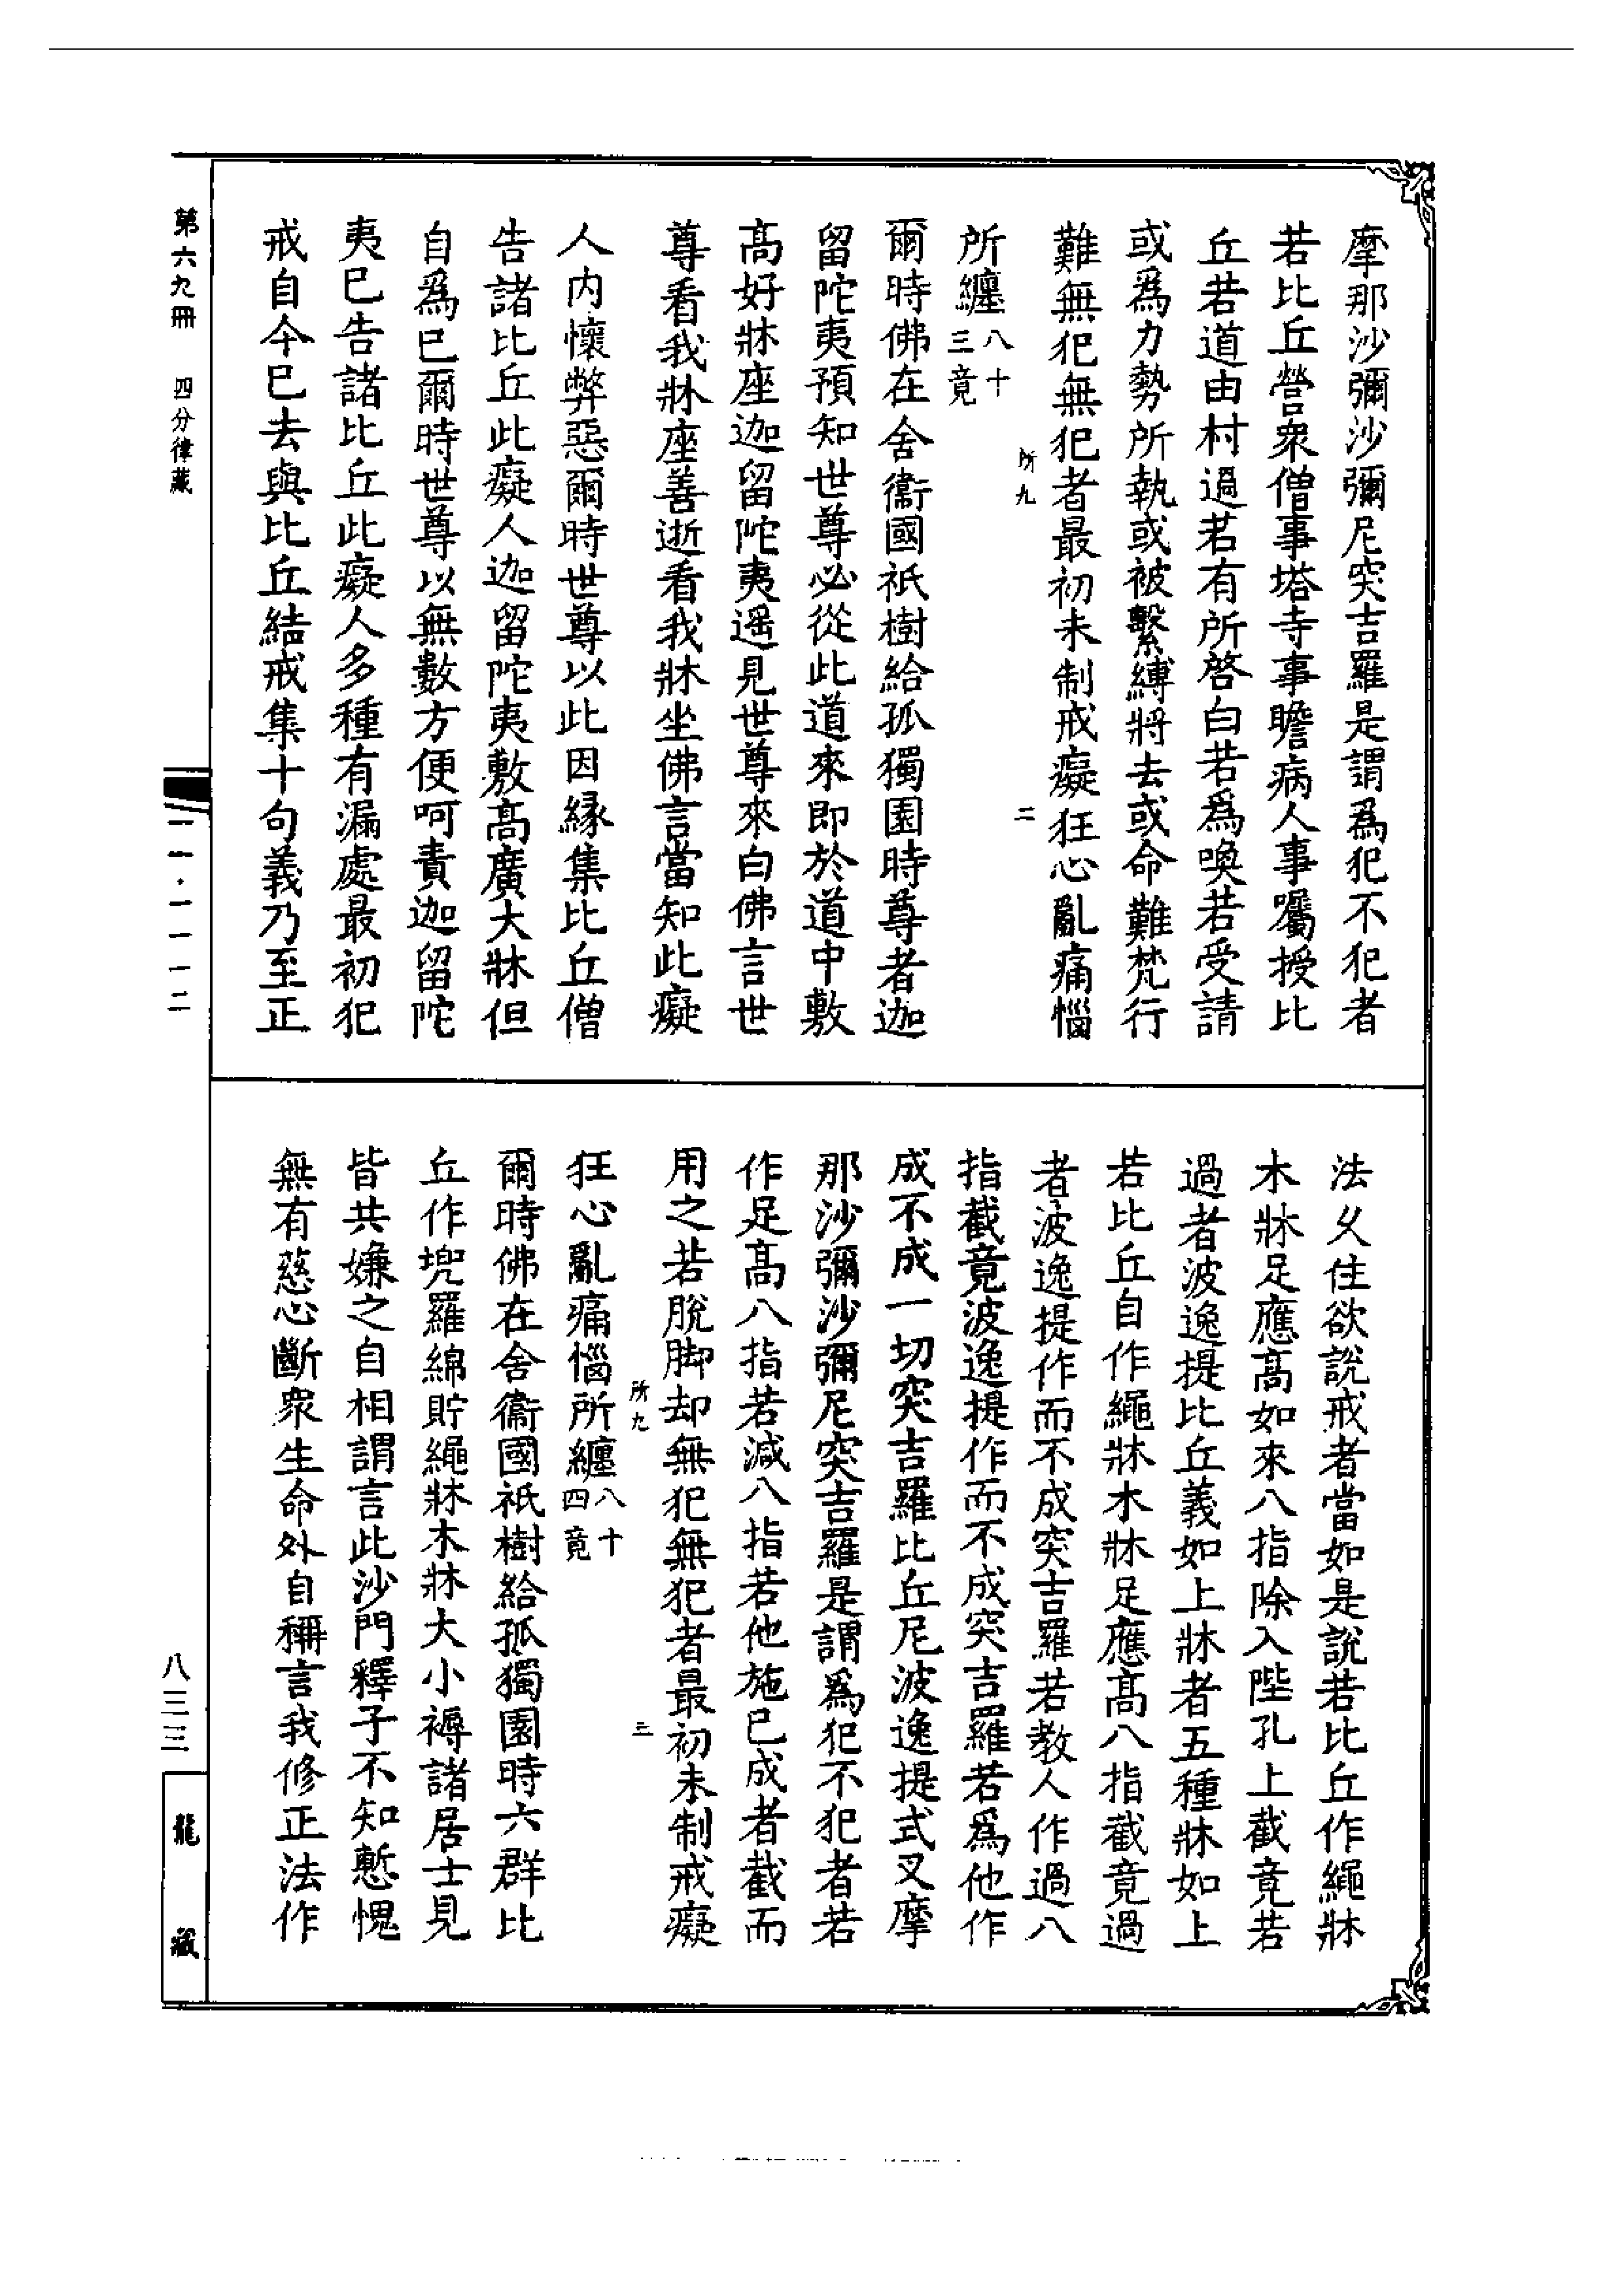 摩那沙彌沙彌尼突吉羅是謂爲犯不犯者
若比丘營衆僧事塔寺事瞻病人事囑授比
丘若道由村過若有所啓白若爲喚若受請
或爲力勢所執或被繫縛將去或命難梵行
難無犯無犯者最初未制戒癡狂心亂痛惱
所九
二
所纏八十三竟
爾時佛在舍衞國祇樹給孤獨園時尊者迦
留陀夷預知世尊必從此道來即於道中敷
高好牀座迦留陀夷遥見世尊來白佛言世
尊看我牀座善逝看我牀坐佛言當知此癡
人内懷弊惡爾時世尊以此因縁集比丘僧
告諸比丘此癡人迦留陀夷敷高廣大牀但
自爲已爾時世尊以無數方便呵責迦留陀
夷巳告諸比丘此癡人多種有漏處最初犯
戒自今巳去與比丘結戒集十句義乃至正
法乆住欲說戒者當如是說若比丘作繩牀
木牀足應高如來八指除入陛孔上截竟若
過者波逸提比丘義如上牀者五種牀如上
若比丘自作繩牀木牀足應高八指截竟過
者波逸提作而不成突吉羅若教人作過八
指截竟波逸提作而不成突吉羅若爲他作
成不成一切突吉羅比丘尼波逸提式叉摩
那沙彌沙彌尼突吉羅是謂爲犯不犯者若
作足高八指若減八指若他施巳成者截而
用之若脫脚却無犯無犯者最初未制戒癡
所九
三
狂心亂痛惱所纏八十四竟
爾時佛在舍衞國祇樹給孤獨園時六群比
丘作兠羅綿貯繩牀木牀大小褥諸居士見
皆共嫌之自相謂言此沙門釋子不知慙愧
無有慈心斷衆生命外自稱言我修正法作
第六九冊 四分律藏
一一·一一一二
八三三
龍藏